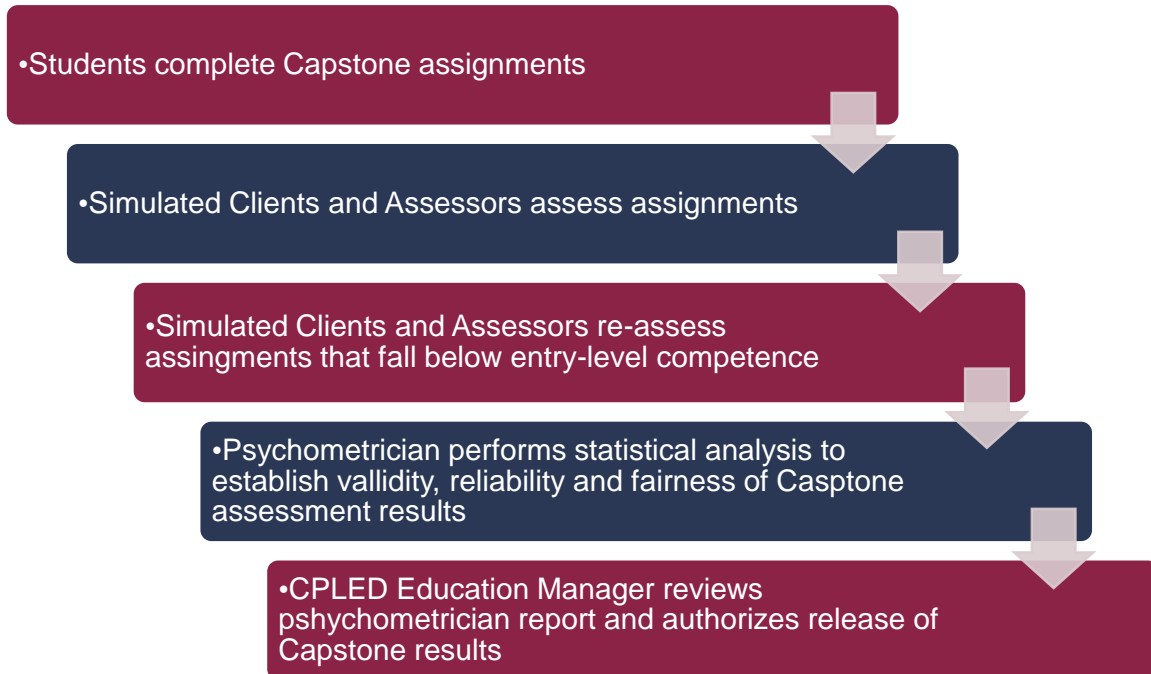 •Students complete Capstone assignments
•Simulated Clients and Assessors assess assignments
•Simulated Clients and Assessors re-assess
assingments that fall below entry-level competence
•Psychometrician performs statistical analysis to
establish vallidity, reliability and fairness of Casptone
assessment results
•CPLED Education Manager reviews
pshychometrician report and authorizes release of
Capstone results